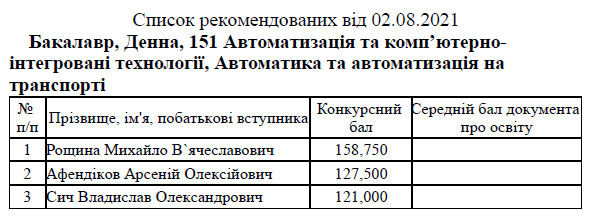 Список рекомендованих від 02.08.2021
Бакалавр, Денна, 151 Автоматизація та комп’ютерно-
інтегровані технології, Автоматика та автоматизація на
транспорті
№ п/п Прізвище, ім'я, побатькові вступника Конкурсний бал Середній бал документа про освіту
1 Рощина Михайло В`ячеславович 158,750
2 Афендіков Арсеній Олексійович 127,500
3 Сич Владислав Олександрович 121,000